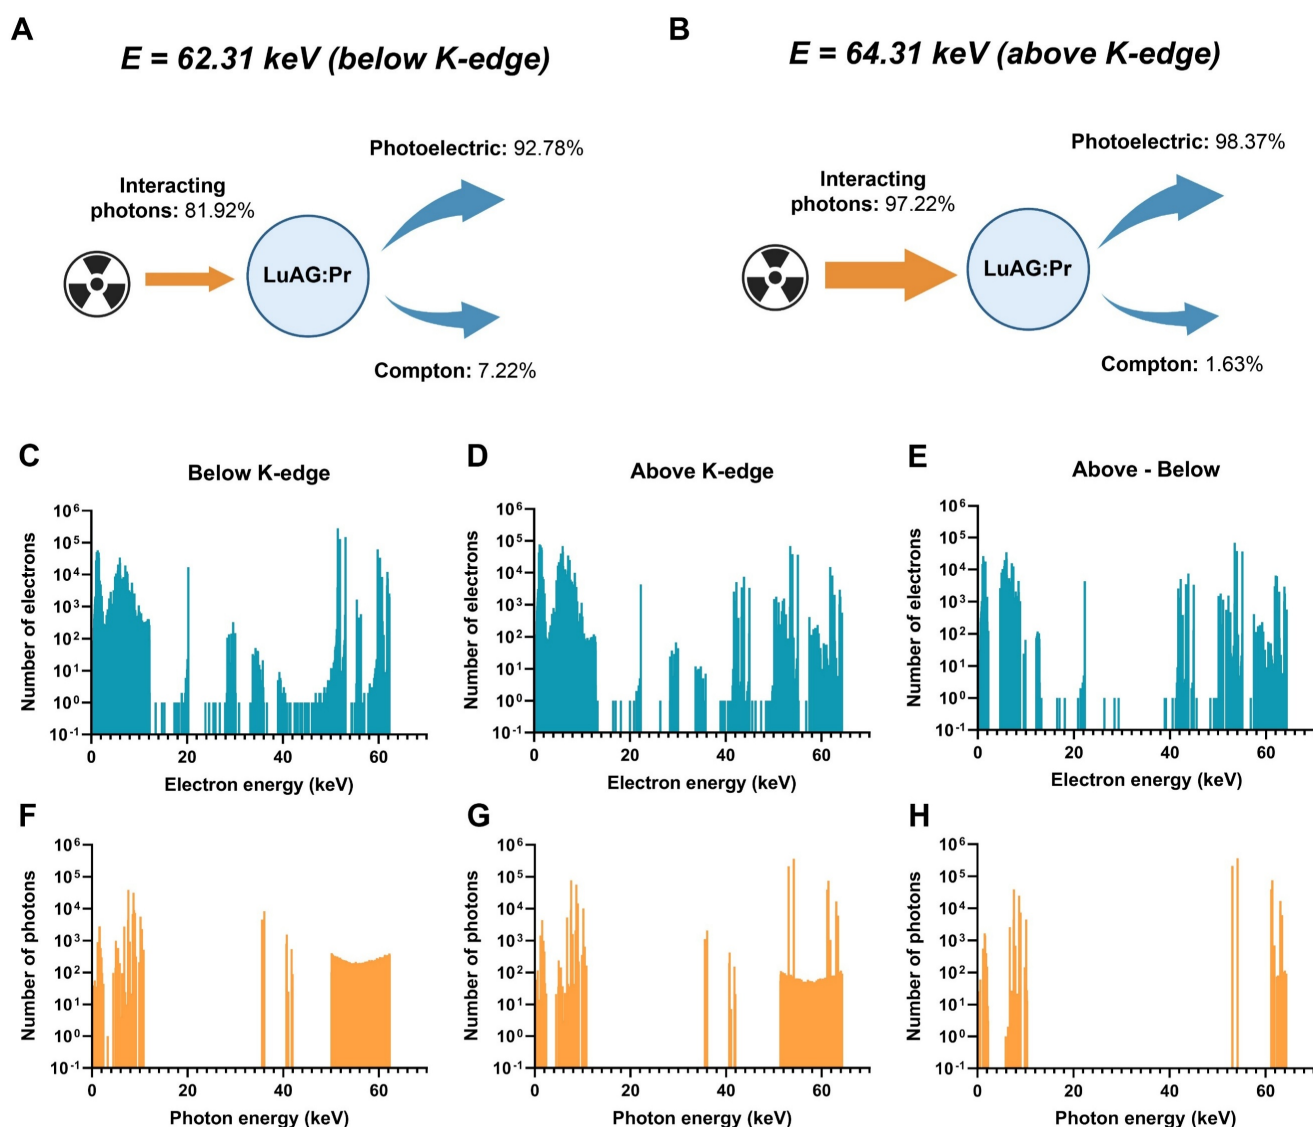 A
E = 62.31 keV (below K-edge)
Interacting
photons: 81.92%
LuAG:Pr
Photoelectric: 92.78%
Compton: 7.22%
B
E = 64.31 keV (above K-edge)
Interacting
photons: 97.22%
LuAG:Pr
Photoelectric: 98.37%
Compton: 1.63%
C
Below K-edge
Number of electrons
10⁶
10⁵
10⁴
10³
10²
10¹
10⁰
10⁻¹
0 20 40 60
Electron energy (keV)
D
Above K-edge
Number of electrons
10⁶
10⁵
10⁴
10³
10²
10¹
10⁰
10⁻¹
0 20 40 60
Electron energy (keV)
E
Above - Below
Number of electrons
10⁶
10⁵
10⁴
10³
10²
10¹
10⁰
10⁻¹
0 20 40 60
Electron energy (keV)
F
Number of photons
10⁶
10⁵
10⁴
10³
10²
10¹
10⁰
10⁻¹
0 20 40 60
Photon energy (keV)
G
Number of photons
10⁶
10⁵
10⁴
10³
10²
10¹
10⁰
10⁻¹
0 20 40 60
Photon energy (keV)
H
Number of photons
10⁶
10⁵
10⁴
10³
10²
10¹
10⁰
10⁻¹
0 20 40 60
Photon energy (keV)